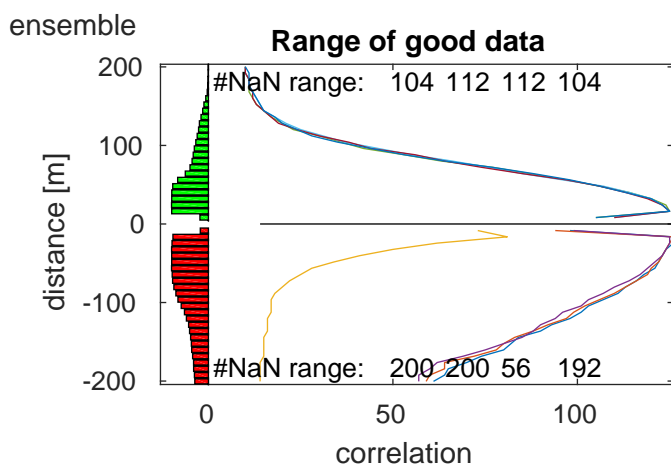 ensemble
Range of good data
200
#NaN range: 104 112 112 104
100
0
-100
-200
#NaN range: 200 200 56 192
0 50 100
distance [m]
correlation